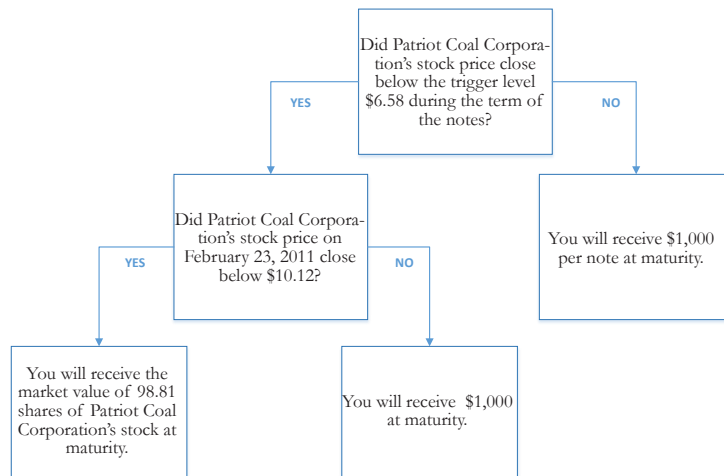 Did Patriot Coal Corpora-
tion’s stock price close
below the trigger level
$6.58 during the term of
the notes?
YES
NO
Did Patriot Coal Corpora-
tion’s stock price on
February 23, 2011 close
below $10.12?
You will receive $1,000
per note at maturity.
YES
NO
You will receive the
market value of 98.81
shares of Patriot Coal
Corporation’s stock at
maturity.
You will receive $1,000
at maturity.